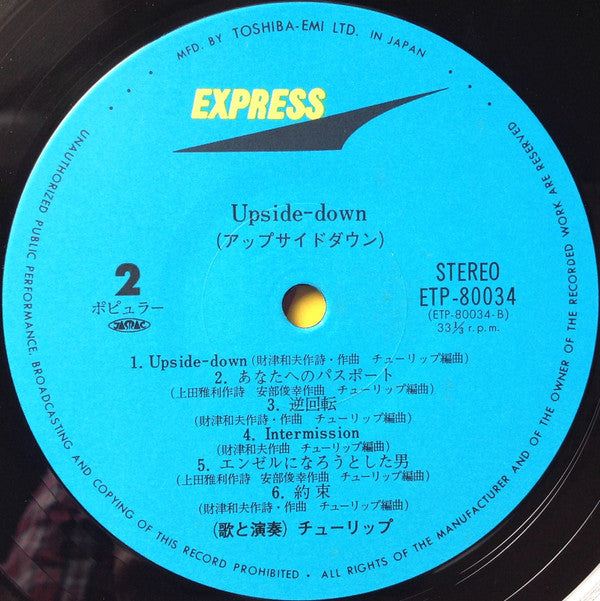 MFD. BY TOSHIBA-EMI LTD. IN JAPAN
EXPRESS
Upside-down
(アップサイドダウン)
2
ポピュラー
JASRAC
STEREO
ETP-80034
(ETP-80034-B)
33⅓ r.p.m.
1. Upside-down (財津和夫作詩・作曲 チューリップ編曲)
2. あなたへのパスポート
(上田雅利作詩 安部俊幸作曲 チューリップ編曲)
3. 逆回転
(財津和夫作詩・作曲 チューリップ編曲)
4. Intermission
(財津和夫作曲 チューリップ編曲)
5. エンゼルになろうとした男
(上田雅利作詩 安部俊幸作曲 チューリップ編曲)
6. 約束
(財津和夫作詩・作曲 チューリップ編曲)
(歌と演奏) チューリップ
UNAUTHORIZED PUBLIC PERFORMANCE, BROADCASTING AND COPYING OF THIS RECORD PROHIBITED • ALL RIGHTS OF THE MANUFACTURER AND OF THE OWNER OF THE RECORDED WORK ARE RESERVED